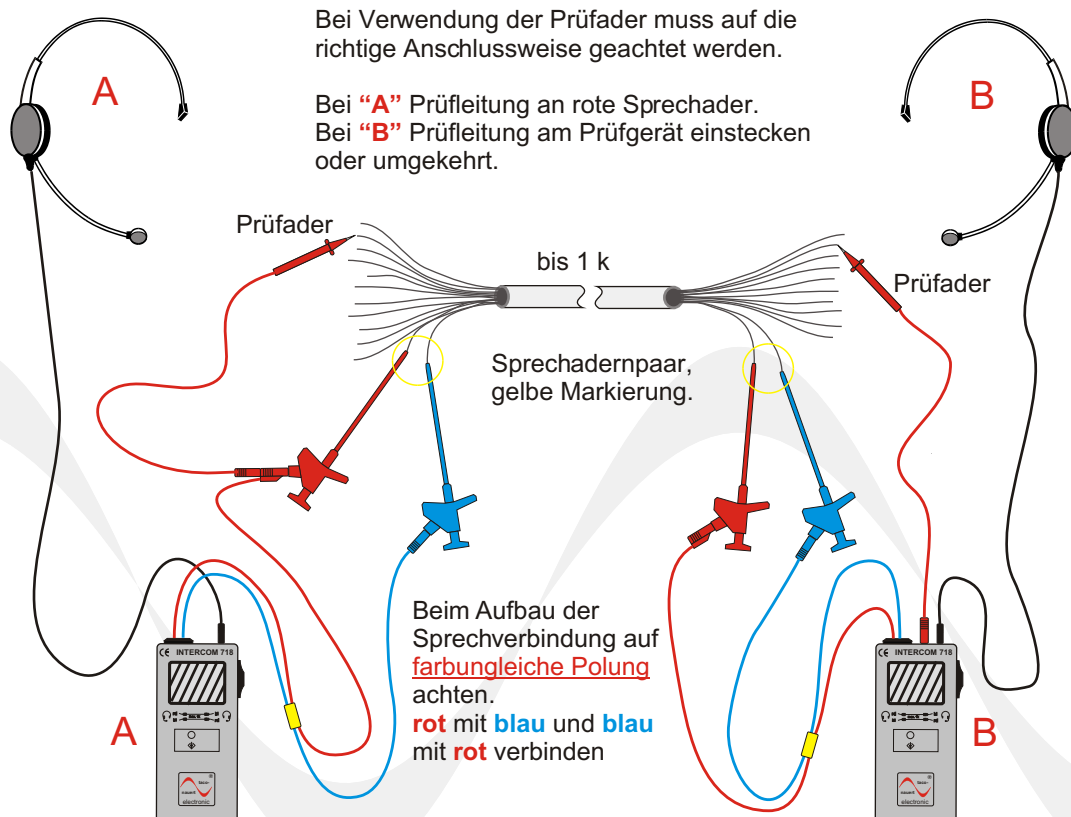 Bei Verwendung der Prüfader muss auf die
richtige Anschlussweise geachtet werden.
Bei “A” Prüfleitung an rote Sprechader.
Bei “B” Prüfleitung am Prüfgerät einstecken
oder umgekehrt.
A
B
Prüfader
bis 1 k
Prüfader
Sprechadernpaar,
gelbe Markierung.
Beim Aufbau der
Sprechverbindung auf
farbungleiche Polung
achten.
rot mit blau und blau
mit rot verbinden
CE INTERCOM 718
A
electronic
CE INTERCOM 718
B
electronic